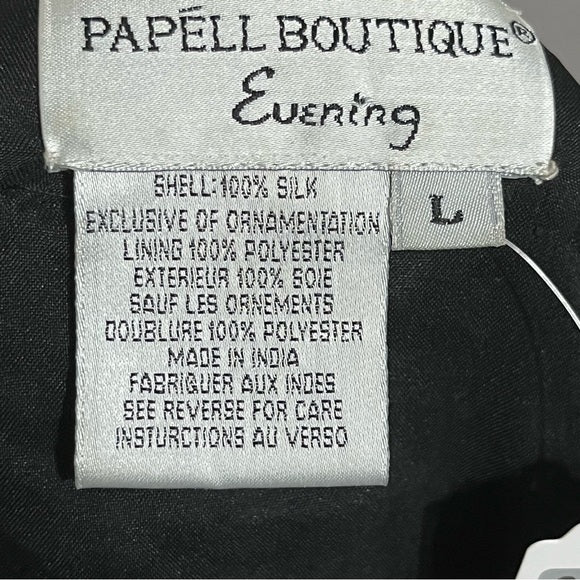 PAPÉLL BOUTIQUE®
Evening
SHELL:100% SILK
EXCLUSIVE OF ORNAMENTATION
LINING 100% POLYESTER
EXTERIEUR 100% SOIE
SAUF LES ORNEMENTS
DOUBLURE 100% POLYESTER
MADE IN INDIA
FABRIQUER AUX INDES
SEE REVERSE FOR CARE
INSTURCTIONS AU VERSO
L